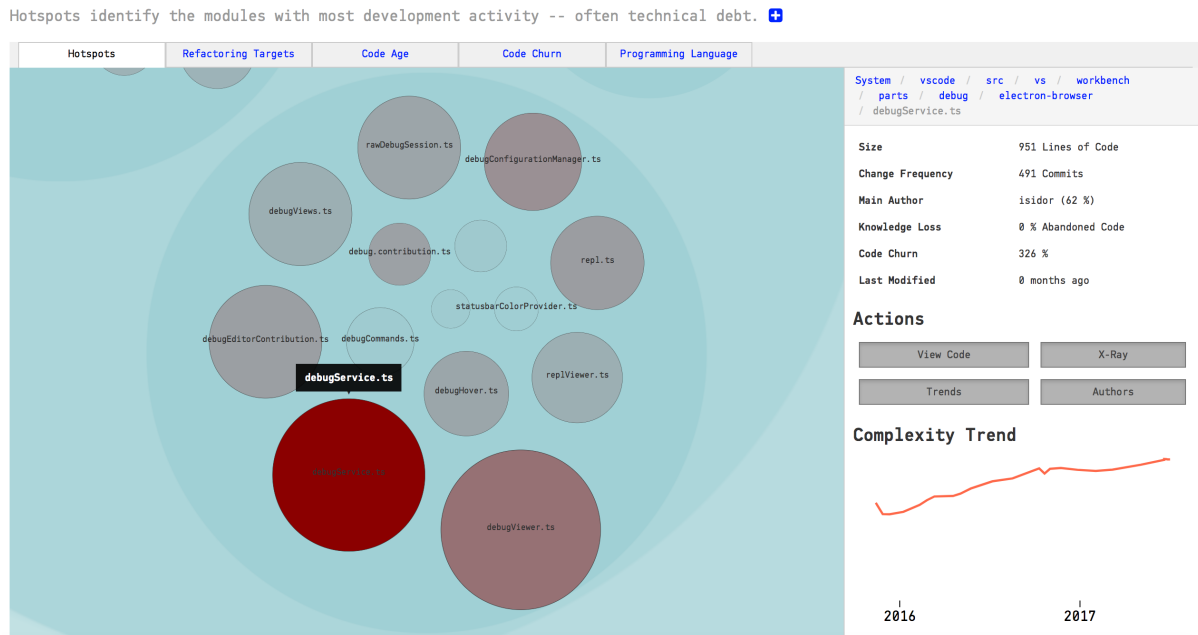 Hotspots identify the modules with most development activity -- often technical debt.
Hotspots
Refactoring Targets
Code Age
Code Churn
Programming Language
System / vscode / src / vs / workbench
/ parts / debug / electron-browser
/ debugService.ts
rawDebugSession.ts
debugConfigurationManager.ts
debugViews.ts
debug.contribution.ts
repl.ts
statusbarColorProvider.ts
debugEditorContribution.ts
debugCommands.ts
debugService.ts
debugHover.ts
replViewer.ts
debugService.ts
debugViewer.ts
Size 951 Lines of Code
Change Frequency 491 Commits
Main Author isidor (62 %)
Knowledge Loss 0 % Abandoned Code
Code Churn 326 %
Last Modified 0 months ago
Actions
View Code
X-Ray
Trends
Authors
Complexity Trend
2016
2017